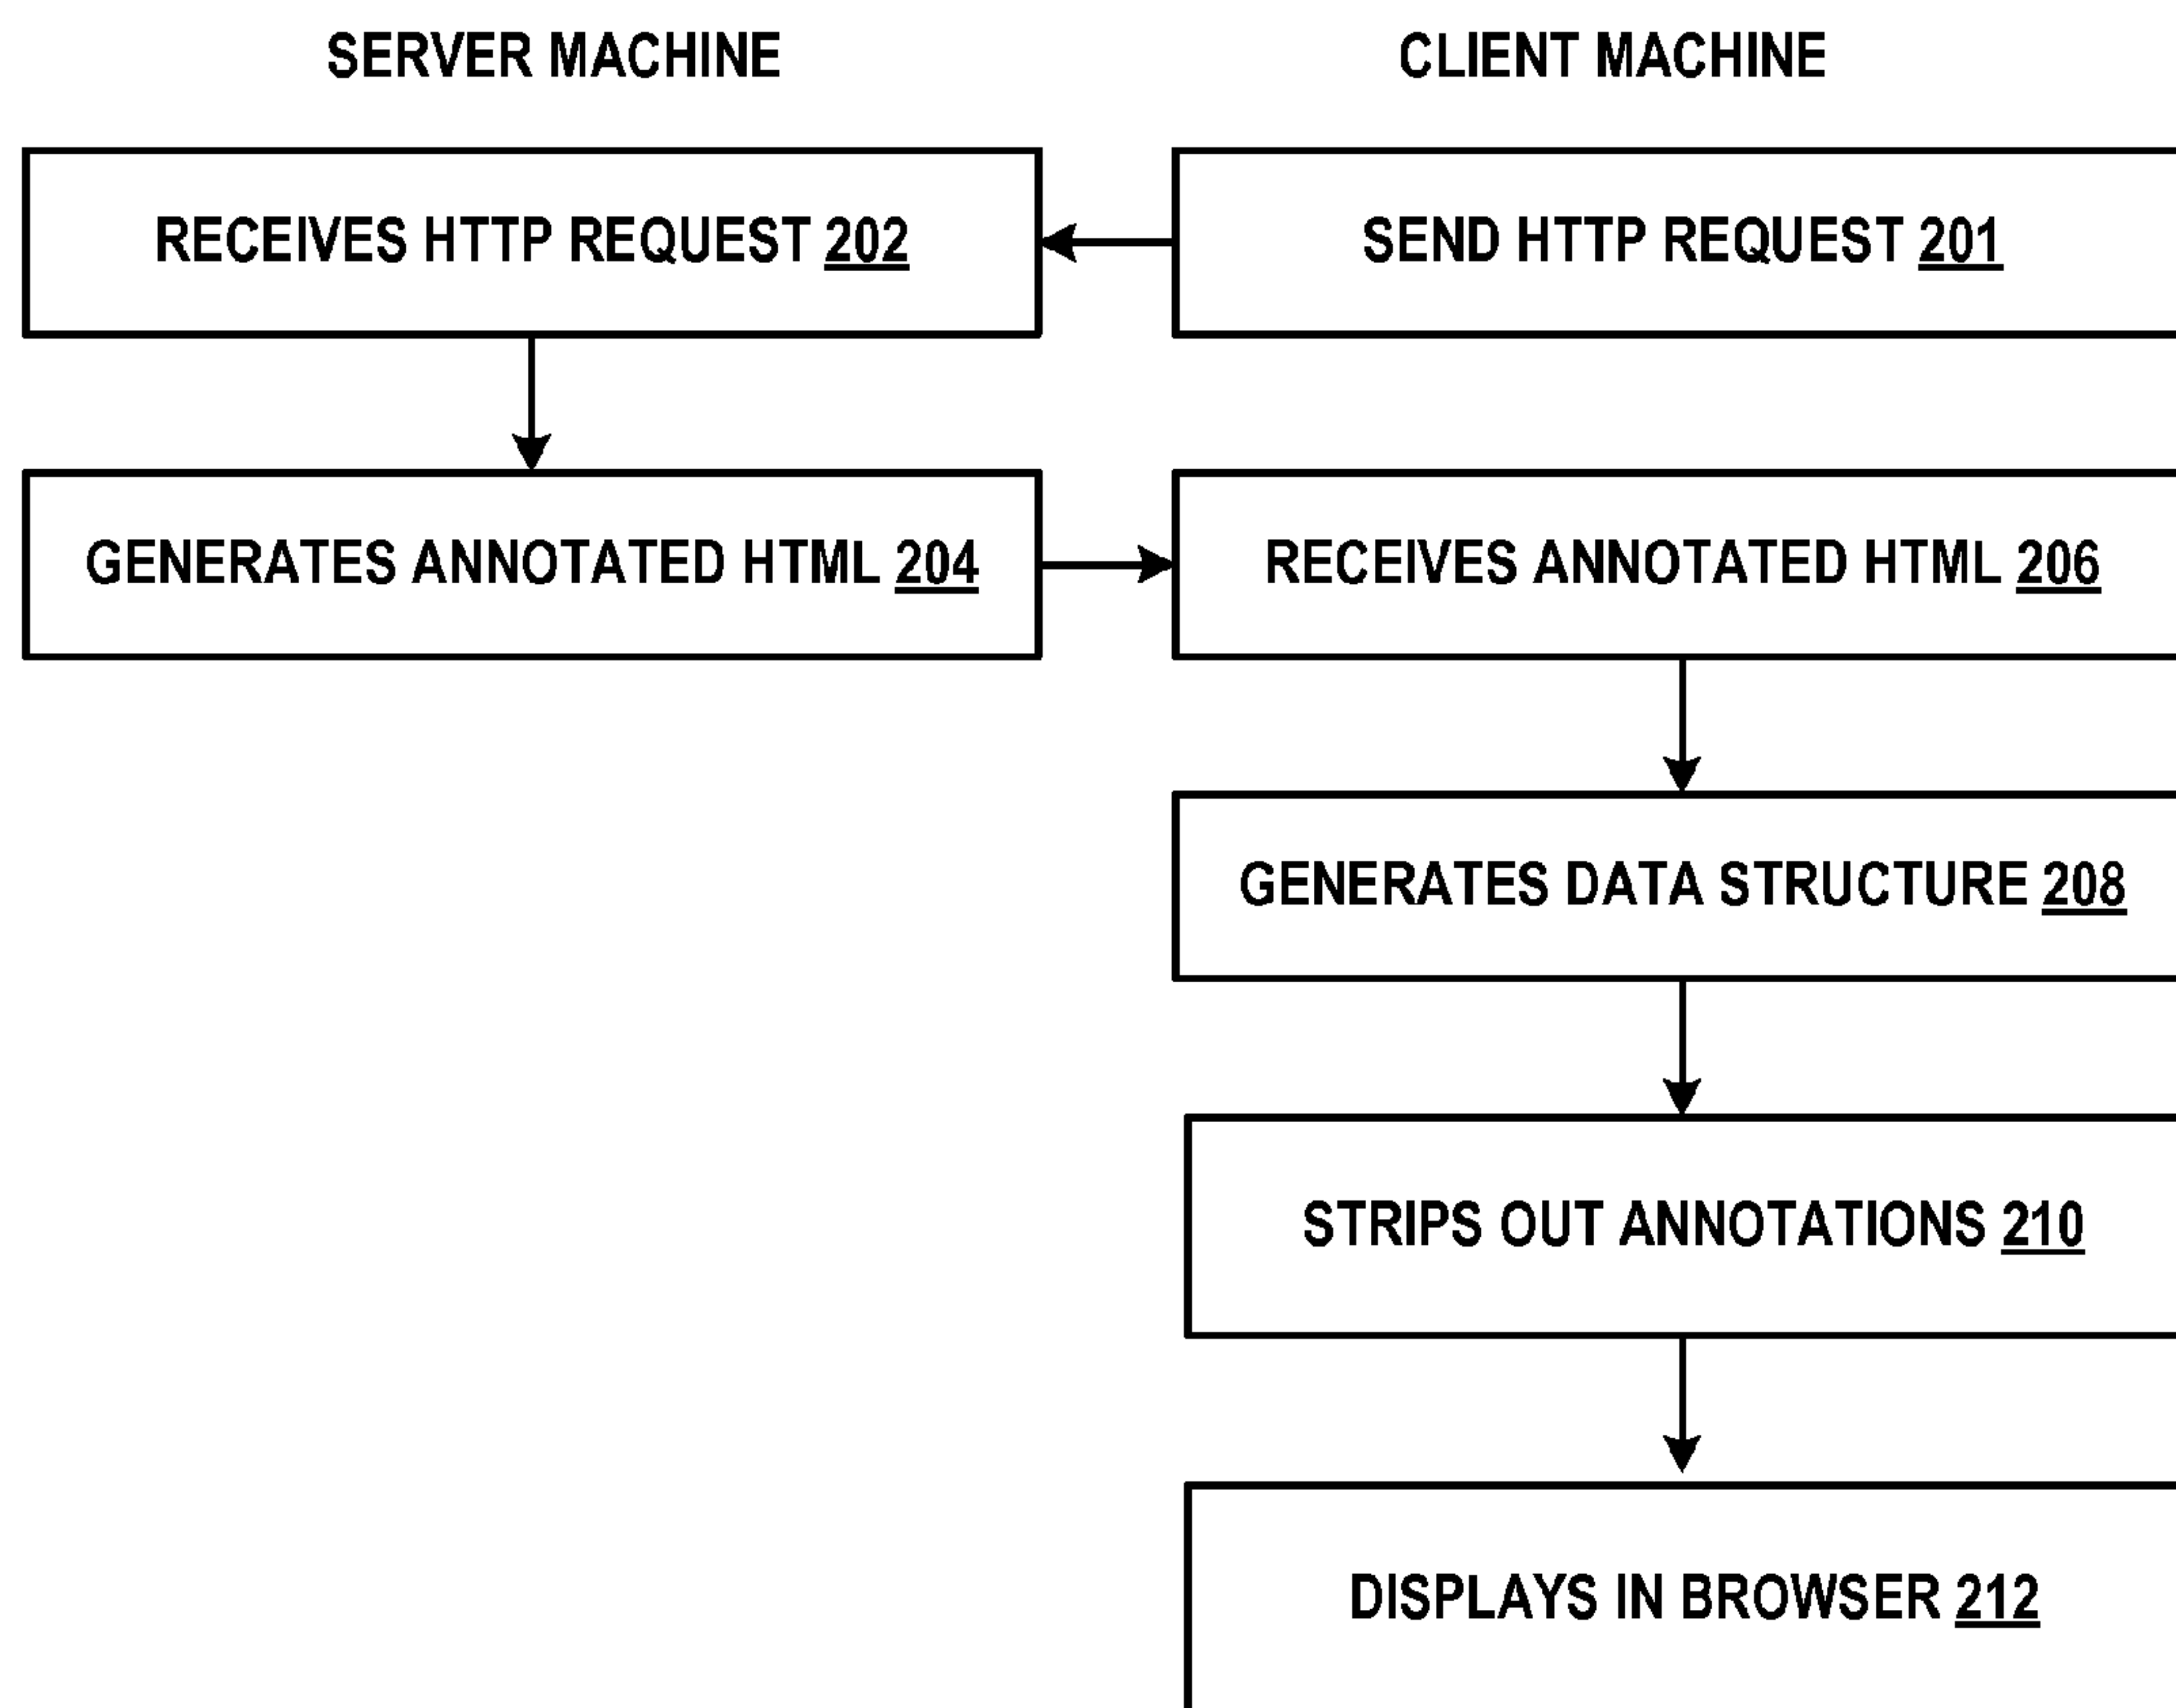 SERVER MACHINE
CLIENT MACHINE
RECEIVES HTTP REQUEST 202
SEND HTTP REQUEST 201
GENERATES ANNOTATED HTML 204
RECEIVES ANNOTATED HTML 206
GENERATES DATA STRUCTURE 208
STRIPS OUT ANNOTATIONS 210
DISPLAYS IN BROWSER 212